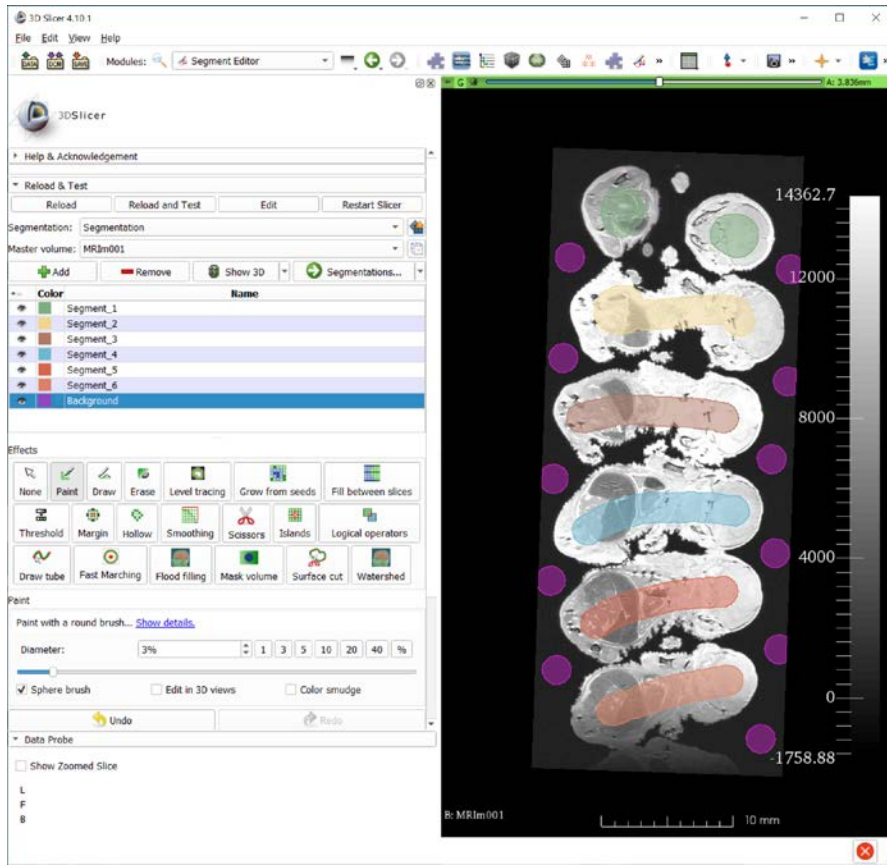 3D Slicer 4.10.1
File Edit View Help
DATA DCM SAVE Modules: Segment Editor
G A: 3.836mm
3DSlicer
Help & Acknowledgement
Reload & Test
Reload Reload and Test Edit Restart Slicer
Segmentation: Segmentation
Master volume: MRIm001
Add Remove Show 3D Segmentations...
Color Name
Segment_1
Segment_2
Segment_3
Segment_4
Segment_5
Segment_6
Background
Effects
None Paint Draw Erase Level tracing Grow from seeds Fill between slices
Threshold Margin Hollow Smoothing Scissors Islands Logical operators
Draw tube Fast Marching Flood filling Mask volume Surface cut Watershed
Paint
Paint with a round brush... Show details.
Diameter: 3% 1 3 5 10 20 40 %
Sphere brush Edit in 3D views Color smudge
Undo Redo
Data Probe
Show Zoomed Slice
L
F
B
14362.7
12000
8000
4000
0
-1758.88
B: MRIm001
10 mm